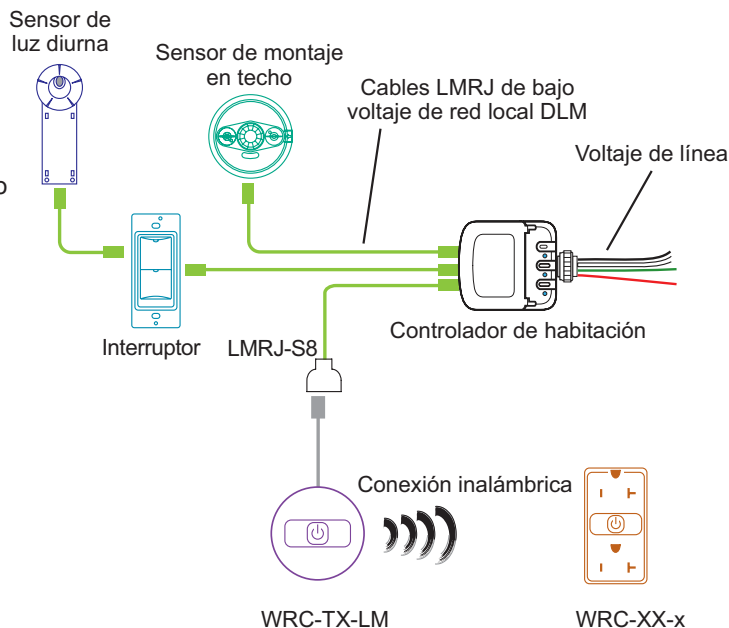 Sensor de
luz diurna
Sensor de montaje
en techo
Cables LMRJ de bajo
voltaje de red local DLM
Voltaje de línea
o
Interruptor
LMRJ-S8
Controlador de habitación
Conexión inalámbrica
WRC-TX-LM
WRC-XX-x